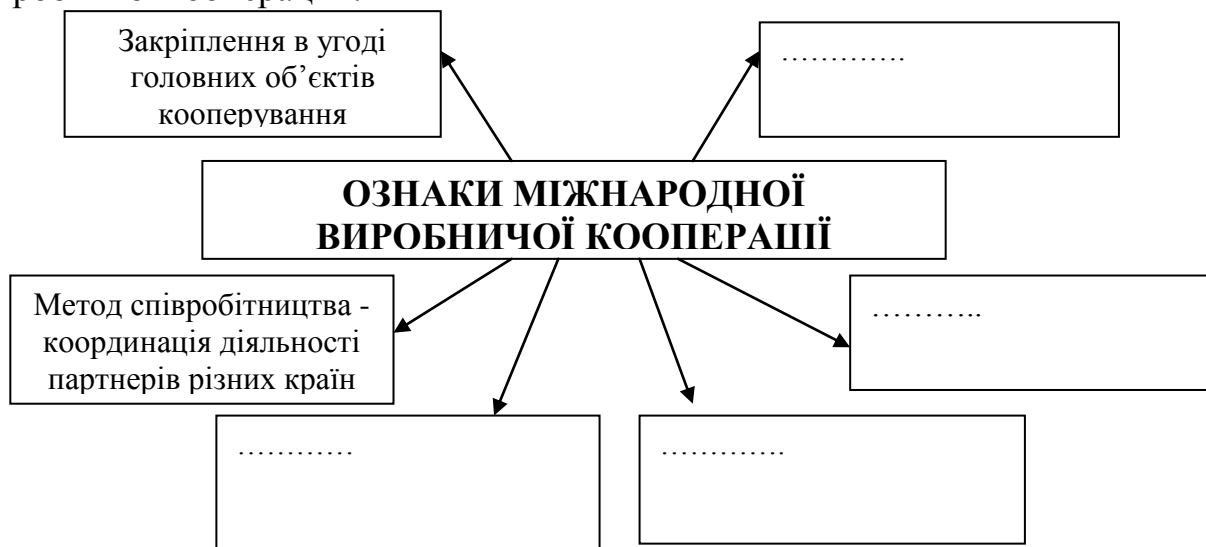 Закріплення в угоді
головних об’єктів
кооперування
………….
ОЗНАКИ МІЖНАРОДНОЇ
ВИРОБНИЧОЇ КООПЕРАЦІЇ
Метод співробітництва -
координація діяльності
партнерів різних країн
………..
…………
………….